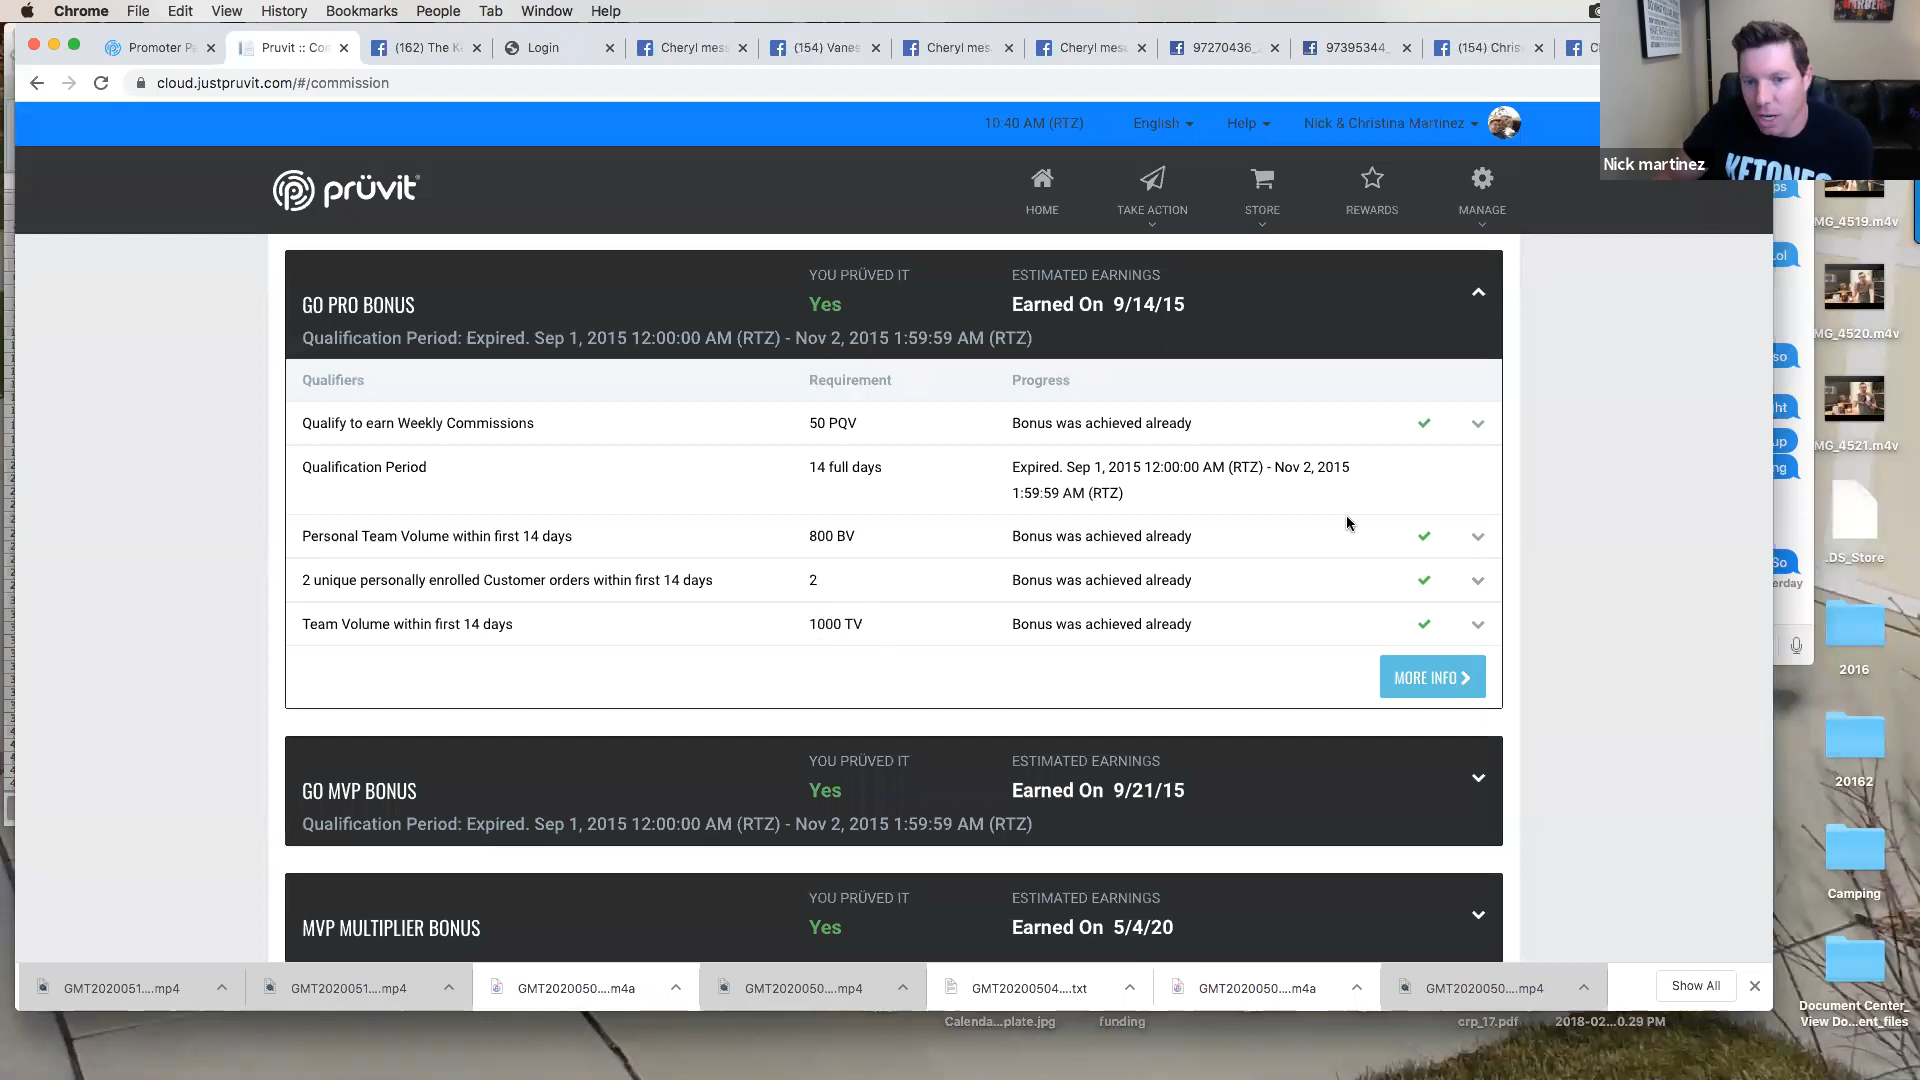 Chrome File Edit View History Bookmarks People Tab Window Help
Promoter P
Pruvit :: Con
(162) The K
Login
Cheryl mes
(154) Vanes
Cheryl mes
Cheryl mes
97270436_
97395344_
(154) Chris
cloud.justpruvit.com/#/commission
10:40 AM (RTZ) English Help Nick & Christina Martinez
Nick martinez
KETONES
prüvit
HOME TAKE ACTION STORE REWARDS MANAGE
YOU PRÜVED IT ESTIMATED EARNINGS
GO PRO BONUS Yes Earned On 9/14/15
Qualification Period: Expired. Sep 1, 2015 12:00:00 AM (RTZ) - Nov 2, 2015 1:59:59 AM (RTZ)
Qualifiers Requirement Progress
Qualify to earn Weekly Commissions 50 PQV Bonus was achieved already
Qualification Period 14 full days Expired. Sep 1, 2015 12:00:00 AM (RTZ) - Nov 2, 2015
1:59:59 AM (RTZ)
Personal Team Volume within first 14 days 800 BV Bonus was achieved already
2 unique personally enrolled Customer orders within first 14 days 2 Bonus was achieved already
Team Volume within first 14 days 1000 TV Bonus was achieved already
MORE INFO
YOU PRÜVED IT ESTIMATED EARNINGS
GO MVP BONUS Yes Earned On 9/21/15
Qualification Period: Expired. Sep 1, 2015 12:00:00 AM (RTZ) - Nov 2, 2015 1:59:59 AM (RTZ)
YOU PRÜVED IT ESTIMATED EARNINGS
MVP MULTIPLIER BONUS Yes Earned On 5/4/20
GMT2020051....mp4
GMT2020051....mp4
GMT2020050....m4a
GMT2020050....mp4
GMT20200504....txt
GMT2020050....m4a
GMT2020050....mp4
Show All
Calenda...plate.jpg
funding
crp_17.pdf
2018-02...0.29 PM
ps
MG_4519.m4v
ol
MG_4520.m4v
so
ht
up
MG_4521.m4v
ng
.DS_Store
So
erday
2016
20162
Camping
Document Center_
View Do...ent_files